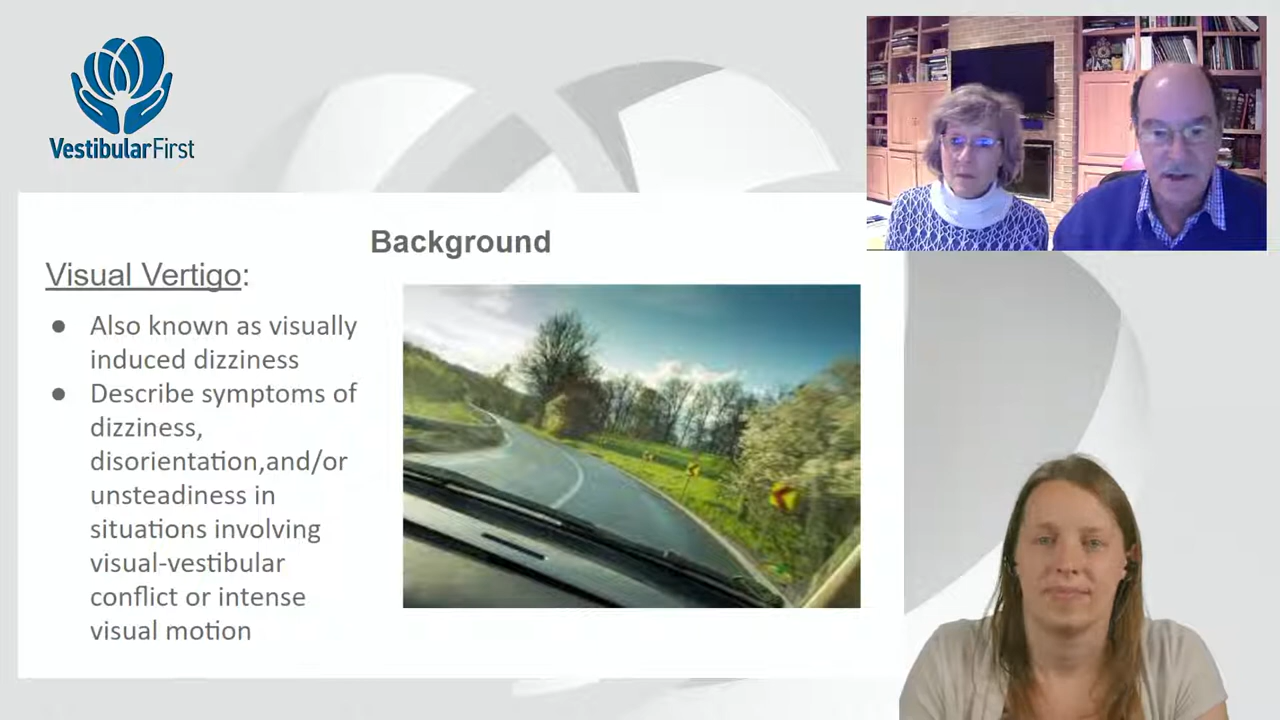 VestibularFirst
Background
Visual Vertigo:
● Also known as visually
induced dizziness
● Describe symptoms of
dizziness,
disorientation,and/or
unsteadiness in
situations involving
visual-vestibular
conflict or intense
visual motion